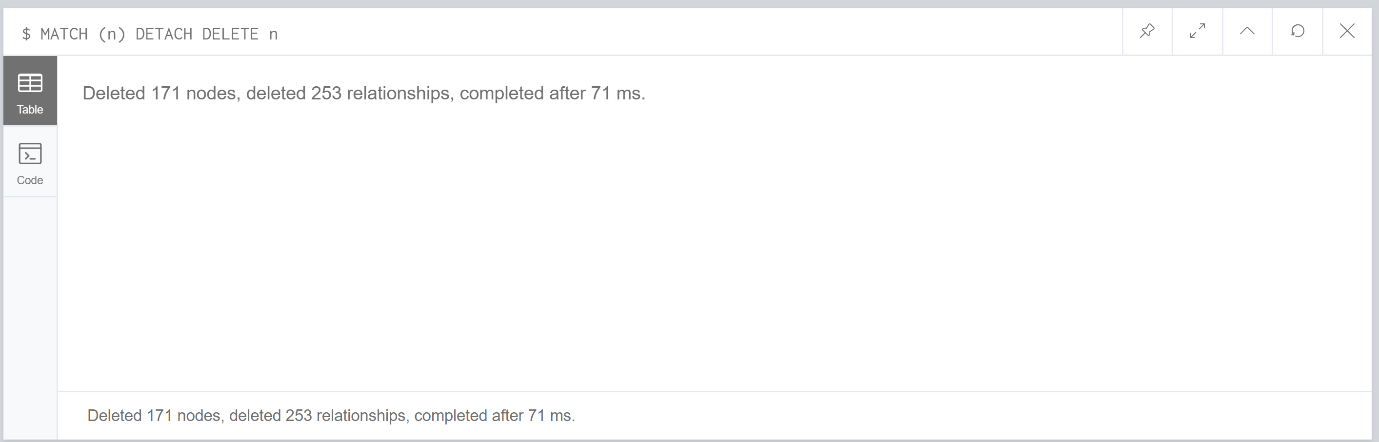 $ MATCH (n) DETACH DELETE n
Table
Deleted 171 nodes, deleted 253 relationships, completed after 71 ms.
Code
Deleted 171 nodes, deleted 253 relationships, completed after 71 ms.